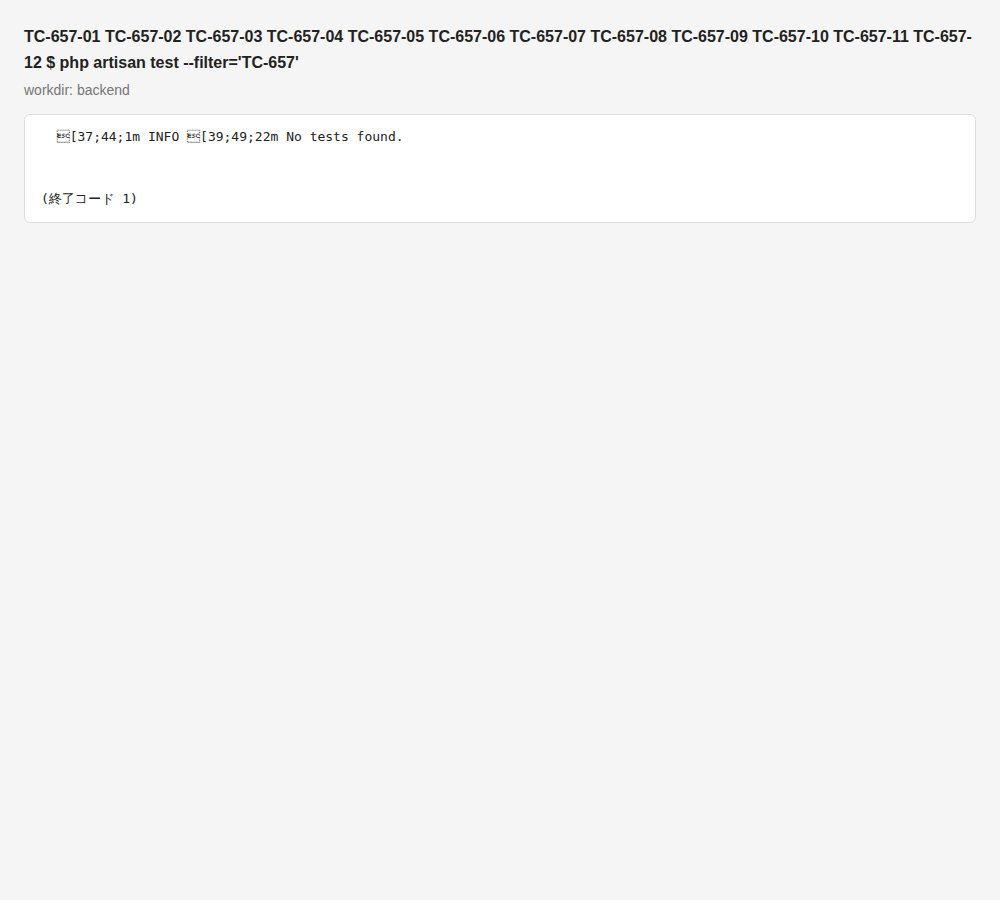 TC-657-01 TC-657-02 TC-657-03 TC-657-04 TC-657-05 TC-657-06 TC-657-07 TC-657-08 TC-657-09 TC-657-10 TC-657-11 TC-657-
12 $ php artisan test --filter='TC-657'
workdir: backend
␛[37;44;1m INFO ␛[39;49;22m No tests found.
(終了コード 1)